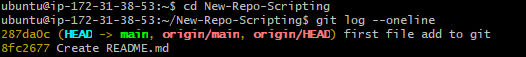 ubuntu@ip-172-31-38-53:~$ cd New-Repo-Scripting
ubuntu@ip-172-31-38-53:~/New-Repo-Scripting$ git log --oneline
287da0c (HEAD -> main, origin/main, origin/HEAD) first file add to git
8fc2677 Create README.md